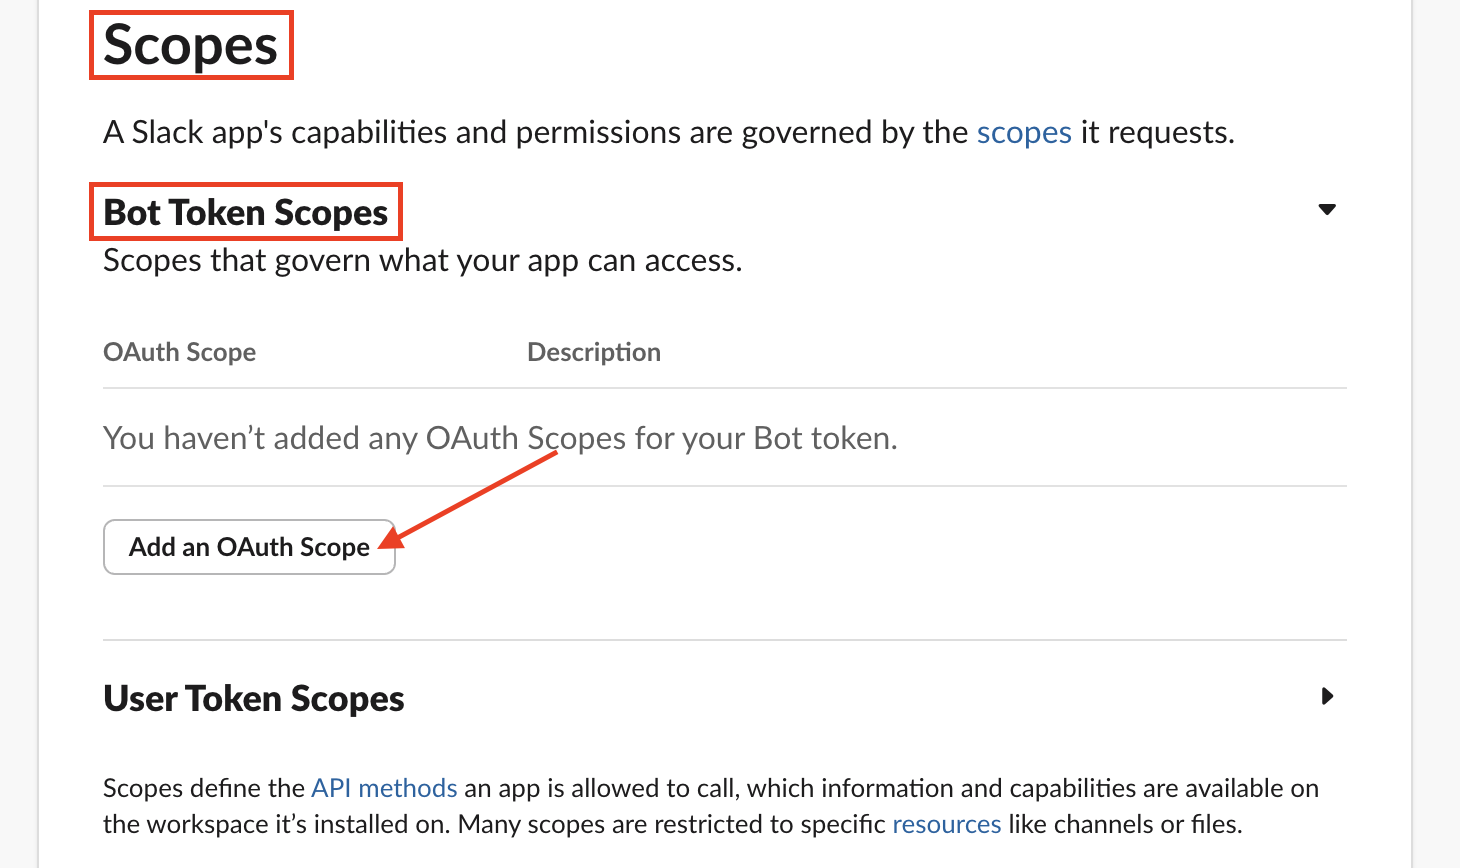 Scopes
A Slack app's capabilities and permissions are governed by the scopes it requests.
Bot Token Scopes
Scopes that govern what your app can access.
OAuth Scope Description
You haven’t added any OAuth Scopes for your Bot token.
Add an OAuth Scope
User Token Scopes
Scopes define the API methods an app is allowed to call, which information and capabilities are available on
the workspace it’s installed on. Many scopes are restricted to specific resources like channels or files.